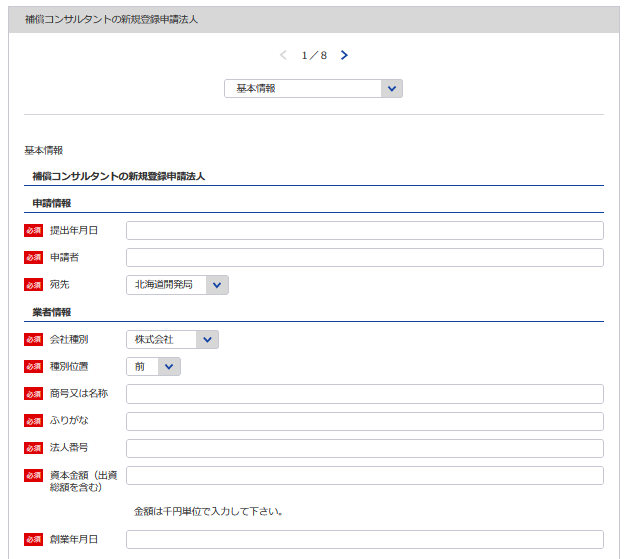 補償コンサルタントの新規登録申請法人
1／8
基本情報
基本情報
補償コンサルタントの新規登録申請法人
申請情報
必須 提出年月日
必須 申請者
必須 宛先 北海道開発局
業者情報
必須 会社種別 株式会社
必須 種別位置 前
必須 商号又は名称
必須 ふりがな
必須 法人番号
必須 資本金額（出資
総額を含む）
金額は千円単位で入力して下さい。
必須 創業年月日